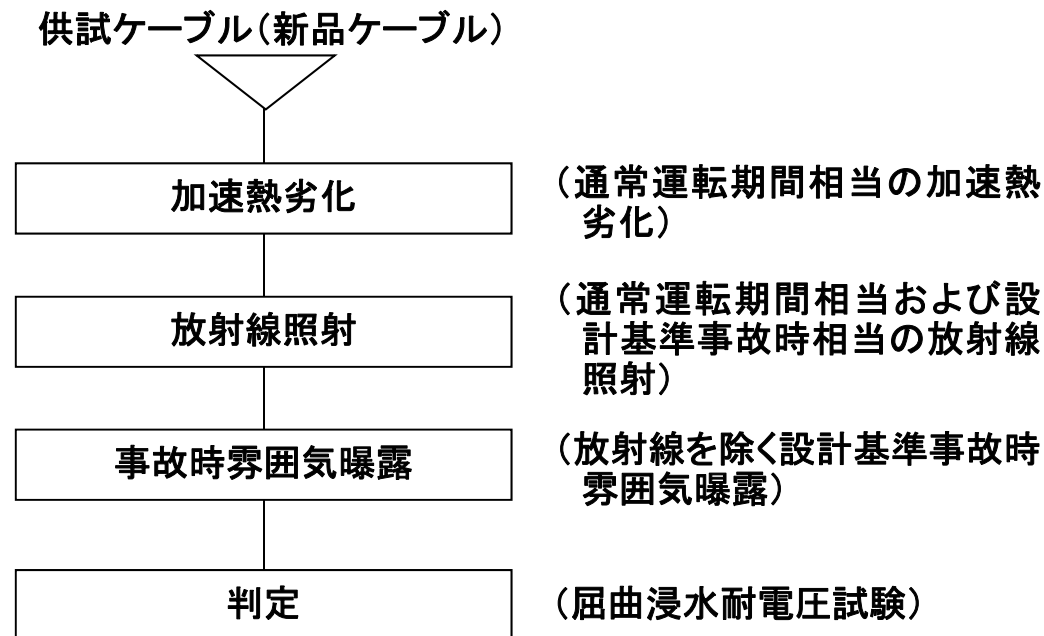 供試ケーブル（新品ケーブル）
加速熱劣化
（通常運転期間相当の加速熱
劣化）
放射線照射
（通常運転期間相当および設
計基準事故時相当の放射線
照射）
事故時雰囲気曝露
（放射線を除く設計基準事故時
雰囲気曝露）
判定
（屈曲浸水耐電圧試験）